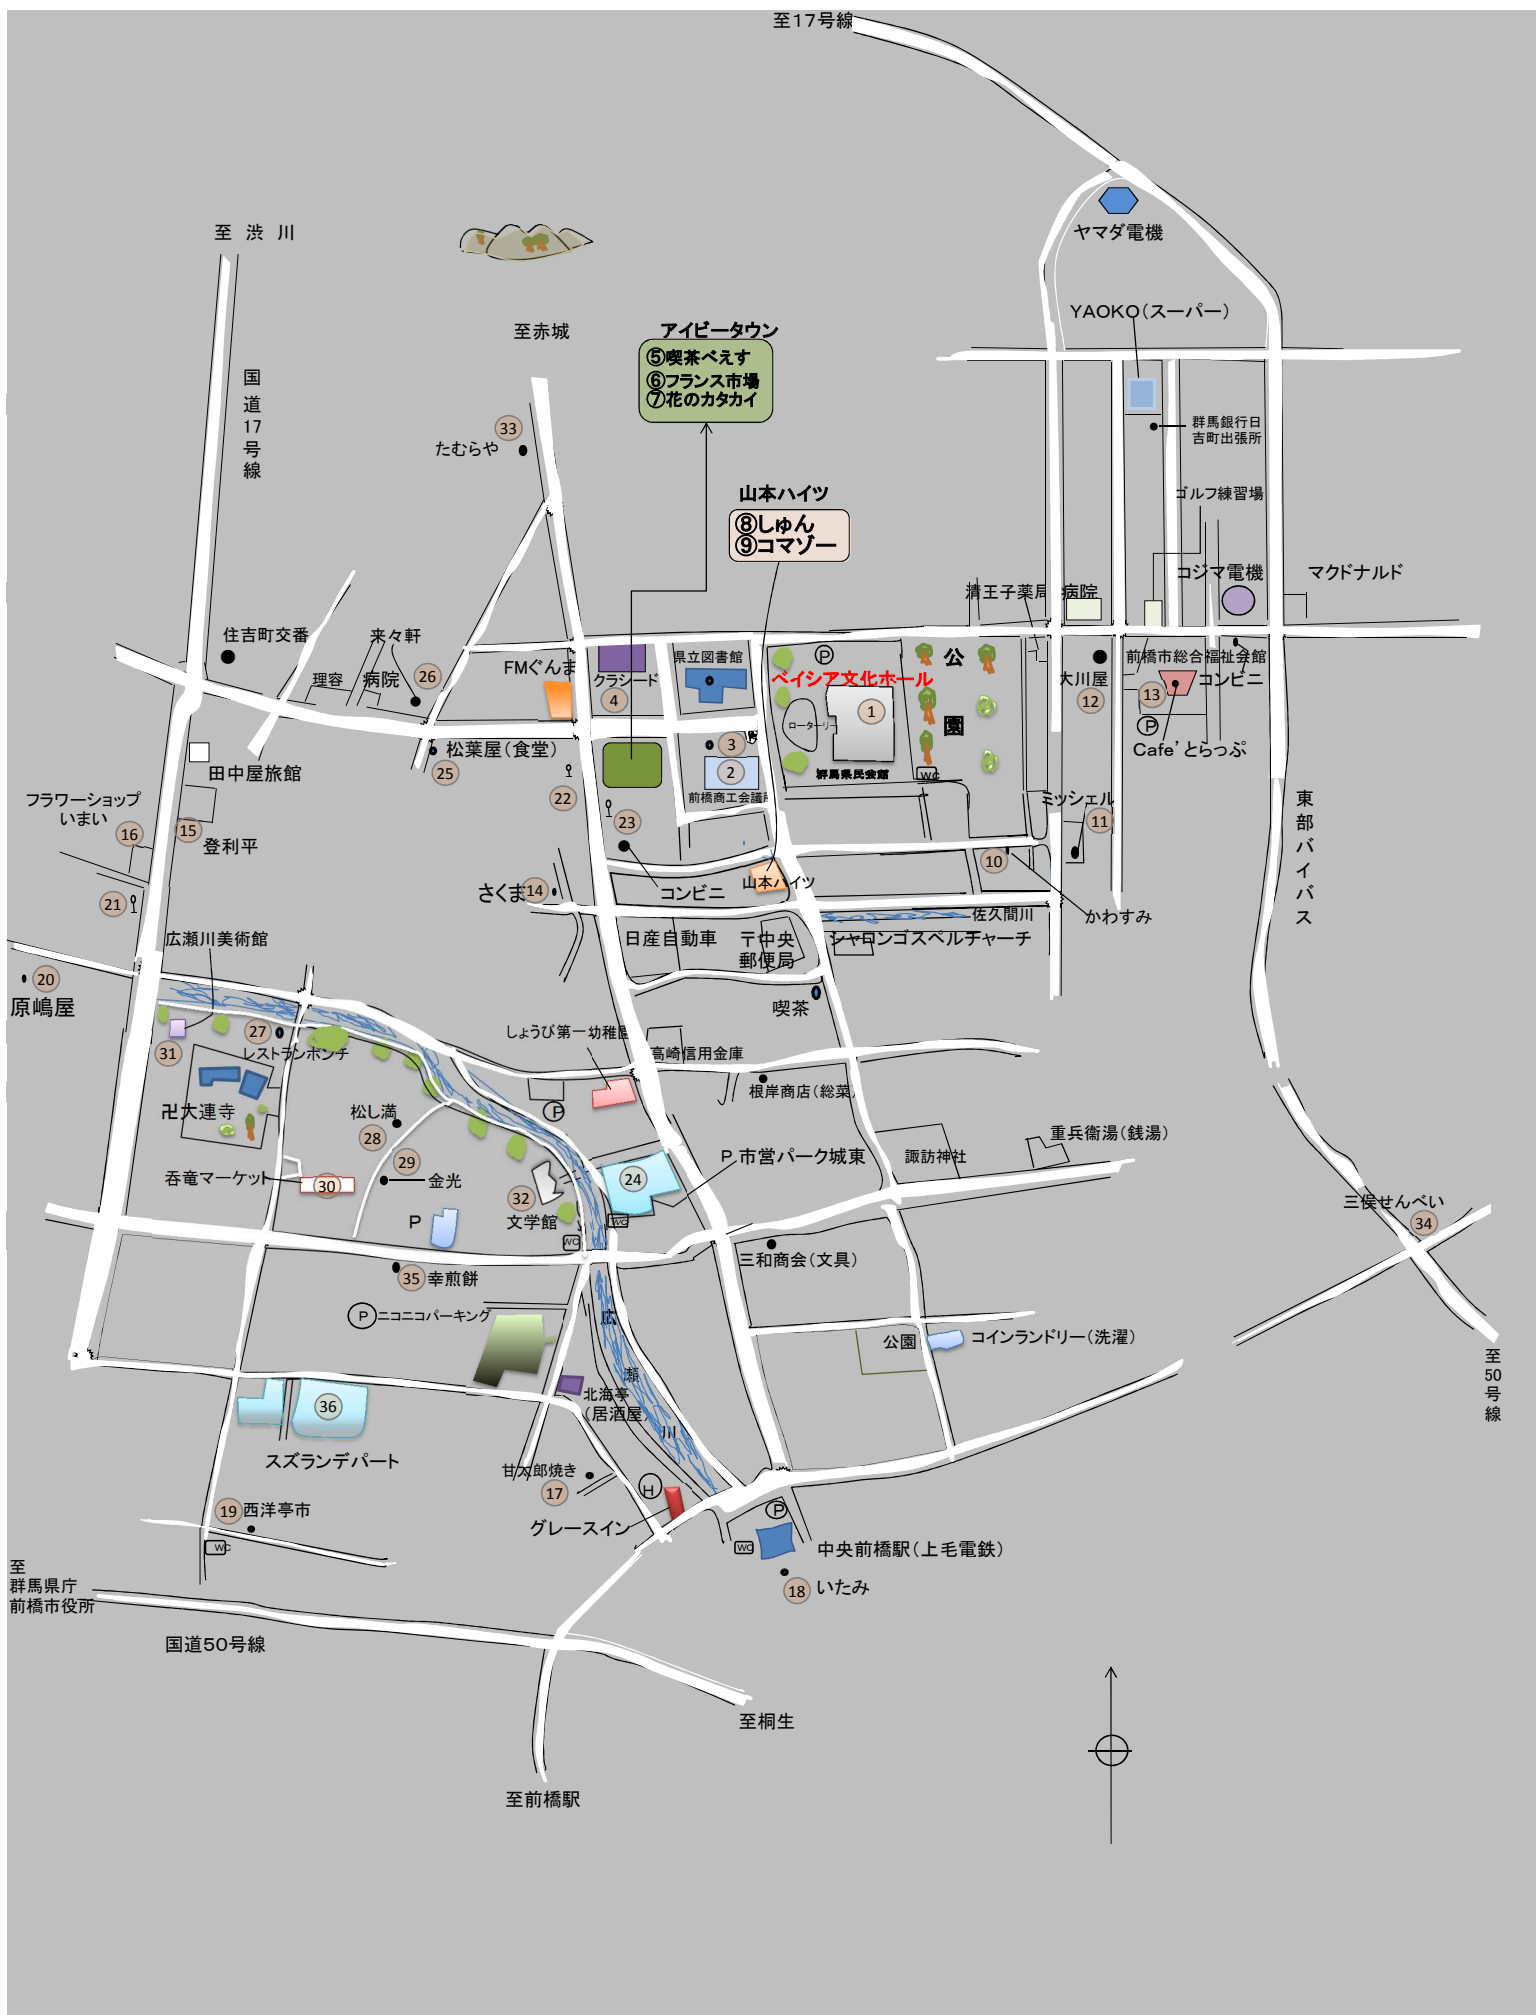 至17号線
至 渋 川
ヤマダ電機
YAOKO(スーパー)
至赤城
アイビータウン
⑤喫茶べえす
⑥フランス市場
⑦花のカタカイ
国道17号線
33
たむらや
群馬銀行日
吉町出張所
山本ハイツ
⑧しゅん
⑨コマゾー
ゴルフ練習場
コジマ電機
マクドナルド
清王子薬局
病院
住吉町交番
来々軒
FMぐんま
県立図書館
P
公園
前橋市総合福祉会館
理容
病院
26
クラシード
4
ベイシア文化ホール
1
大川屋
12
13
コンビニ
ローターリー
P
松葉屋(食堂)
25
3
2
群馬県民会館
WC
Cafe'とらっぷ
田中屋旅館
22
前橋商工会議所
ミッシェル
11
フラワーショップ
いまい
16
15
登利平
23
東部バイパス
10
さくま
14
コンビニ
山本ハイツ
21
佐久間川
かわすみ
広瀬川美術館
日産自動車
〒中央
郵便局
シャロンゴスペルチャーチ
20
原嶋屋
喫茶
27
レストランポンチ
31
しょうび第一幼稚園
高崎信用金庫
根岸商店(総菜)
卍大連寺
松し満
28
P
重兵衞湯(銭湯)
29
金光
P 市営パーク城東
諏訪神社
呑竜マーケット
30
24
32
文学館
WC
三俣せんべい
34
P
WC
三和商会(文具)
35
幸煎餅
P
ニコニコパーキング
広瀬川
公園
コインランドリー(洗濯)
至50号線
36
北海亭
(居酒屋)
スズランデパート
甘太郎焼き
17
H
19
西洋亭市
グレースイン
P
WC
WC
中央前橋駅(上毛電鉄)
18
いたみ
至
群馬県庁
前橋市役所
国道50号線
至桐生
至前橋駅